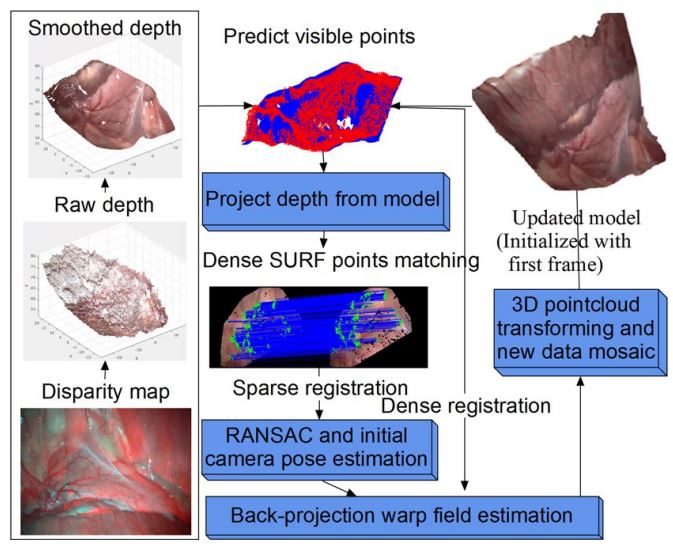 Smoothed depth
Raw depth
Disparity map
Predict visible points
Project depth from model
Dense SURF points matching
Sparse registration
Dense registration
RANSAC and initial
camera pose estimation
Back-projection warp field estimation
Updated model
(Initialized with
first frame)
3D pointcloud
transforming and
new data mosaic